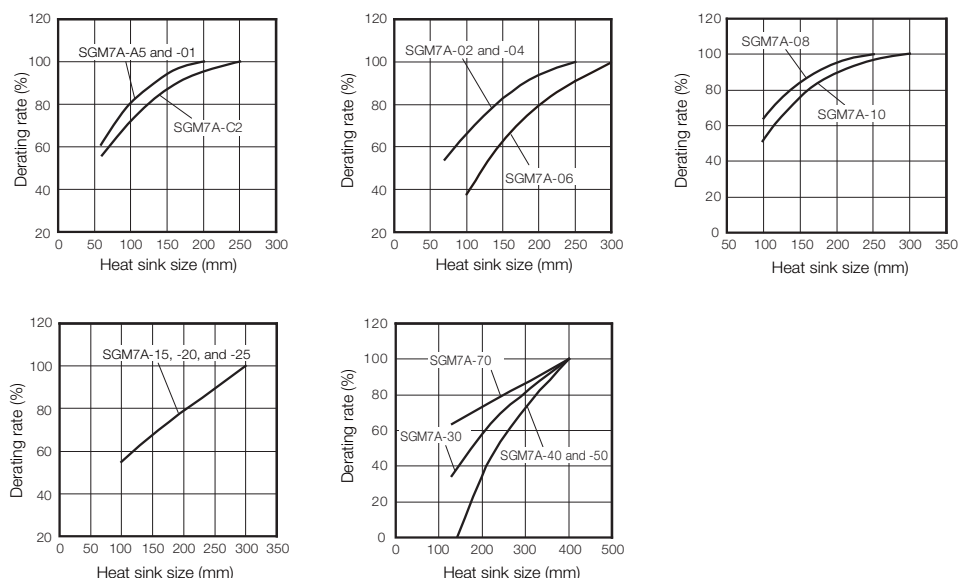 120
100
80
60
40
20
Derating rate (%)
SGM7A-A5 and -01
SGM7A-C2
0 50 100 150 200 250 300
Heat sink size (mm)
120
100
80
60
40
20
Derating rate (%)
SGM7A-02 and -04
SGM7A-06
0 50 100 150 200 250 300
Heat sink size (mm)
120
100
80
60
40
20
0
Derating rate (%)
SGM7A-08
SGM7A-10
50 100 150 200 250 300 350
Heat sink size (mm)
120
100
80
60
40
20
Derating rate (%)
SGM7A-15, -20, and -25
0 50 100 150 200 250 300 350
Heat sink size (mm)
120
100
80
60
40
20
0
Derating rate (%)
SGM7A-70
SGM7A-30
SGM7A-40 and -50
0 100 200 300 400 500
Heat sink size (mm)